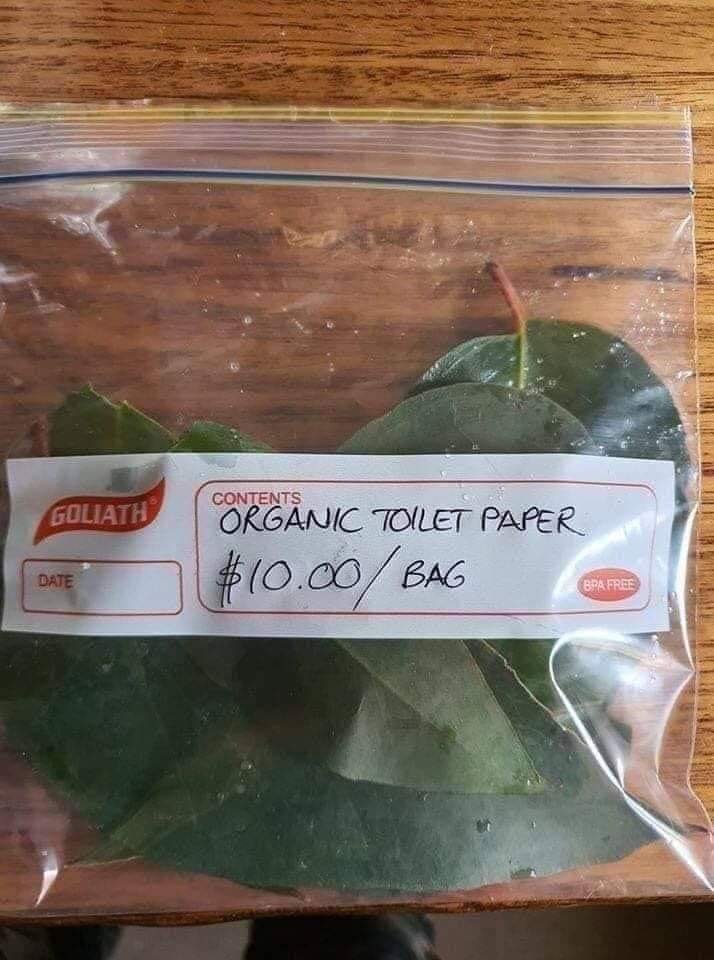 GOLIATH®
CONTENTS
ORGANIC TOILET PAPER
$10.00/ BAG
DATE
BPA FREE